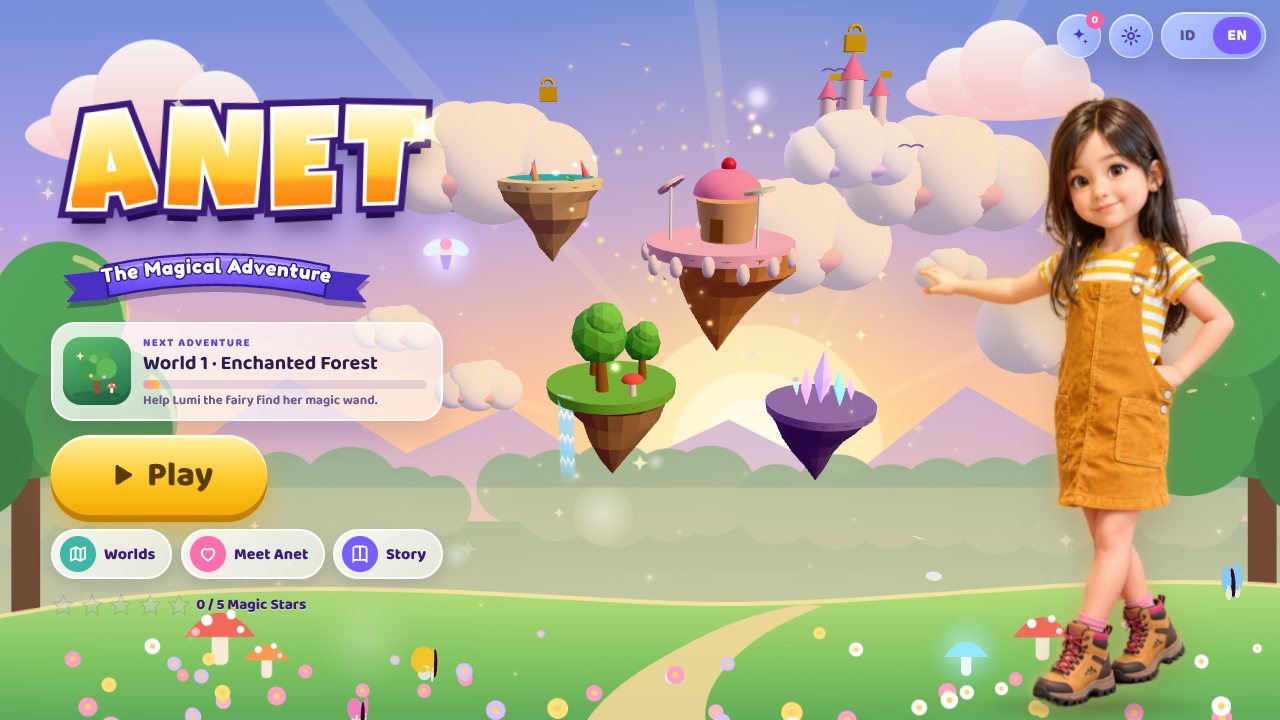 0
ID EN
ANET
The Magical Adventure
NEXT ADVENTURE
World 1 · Enchanted Forest
Help Lumi the fairy find her magic wand.
Play
Worlds
Meet Anet
Story
0 / 5 Magic Stars